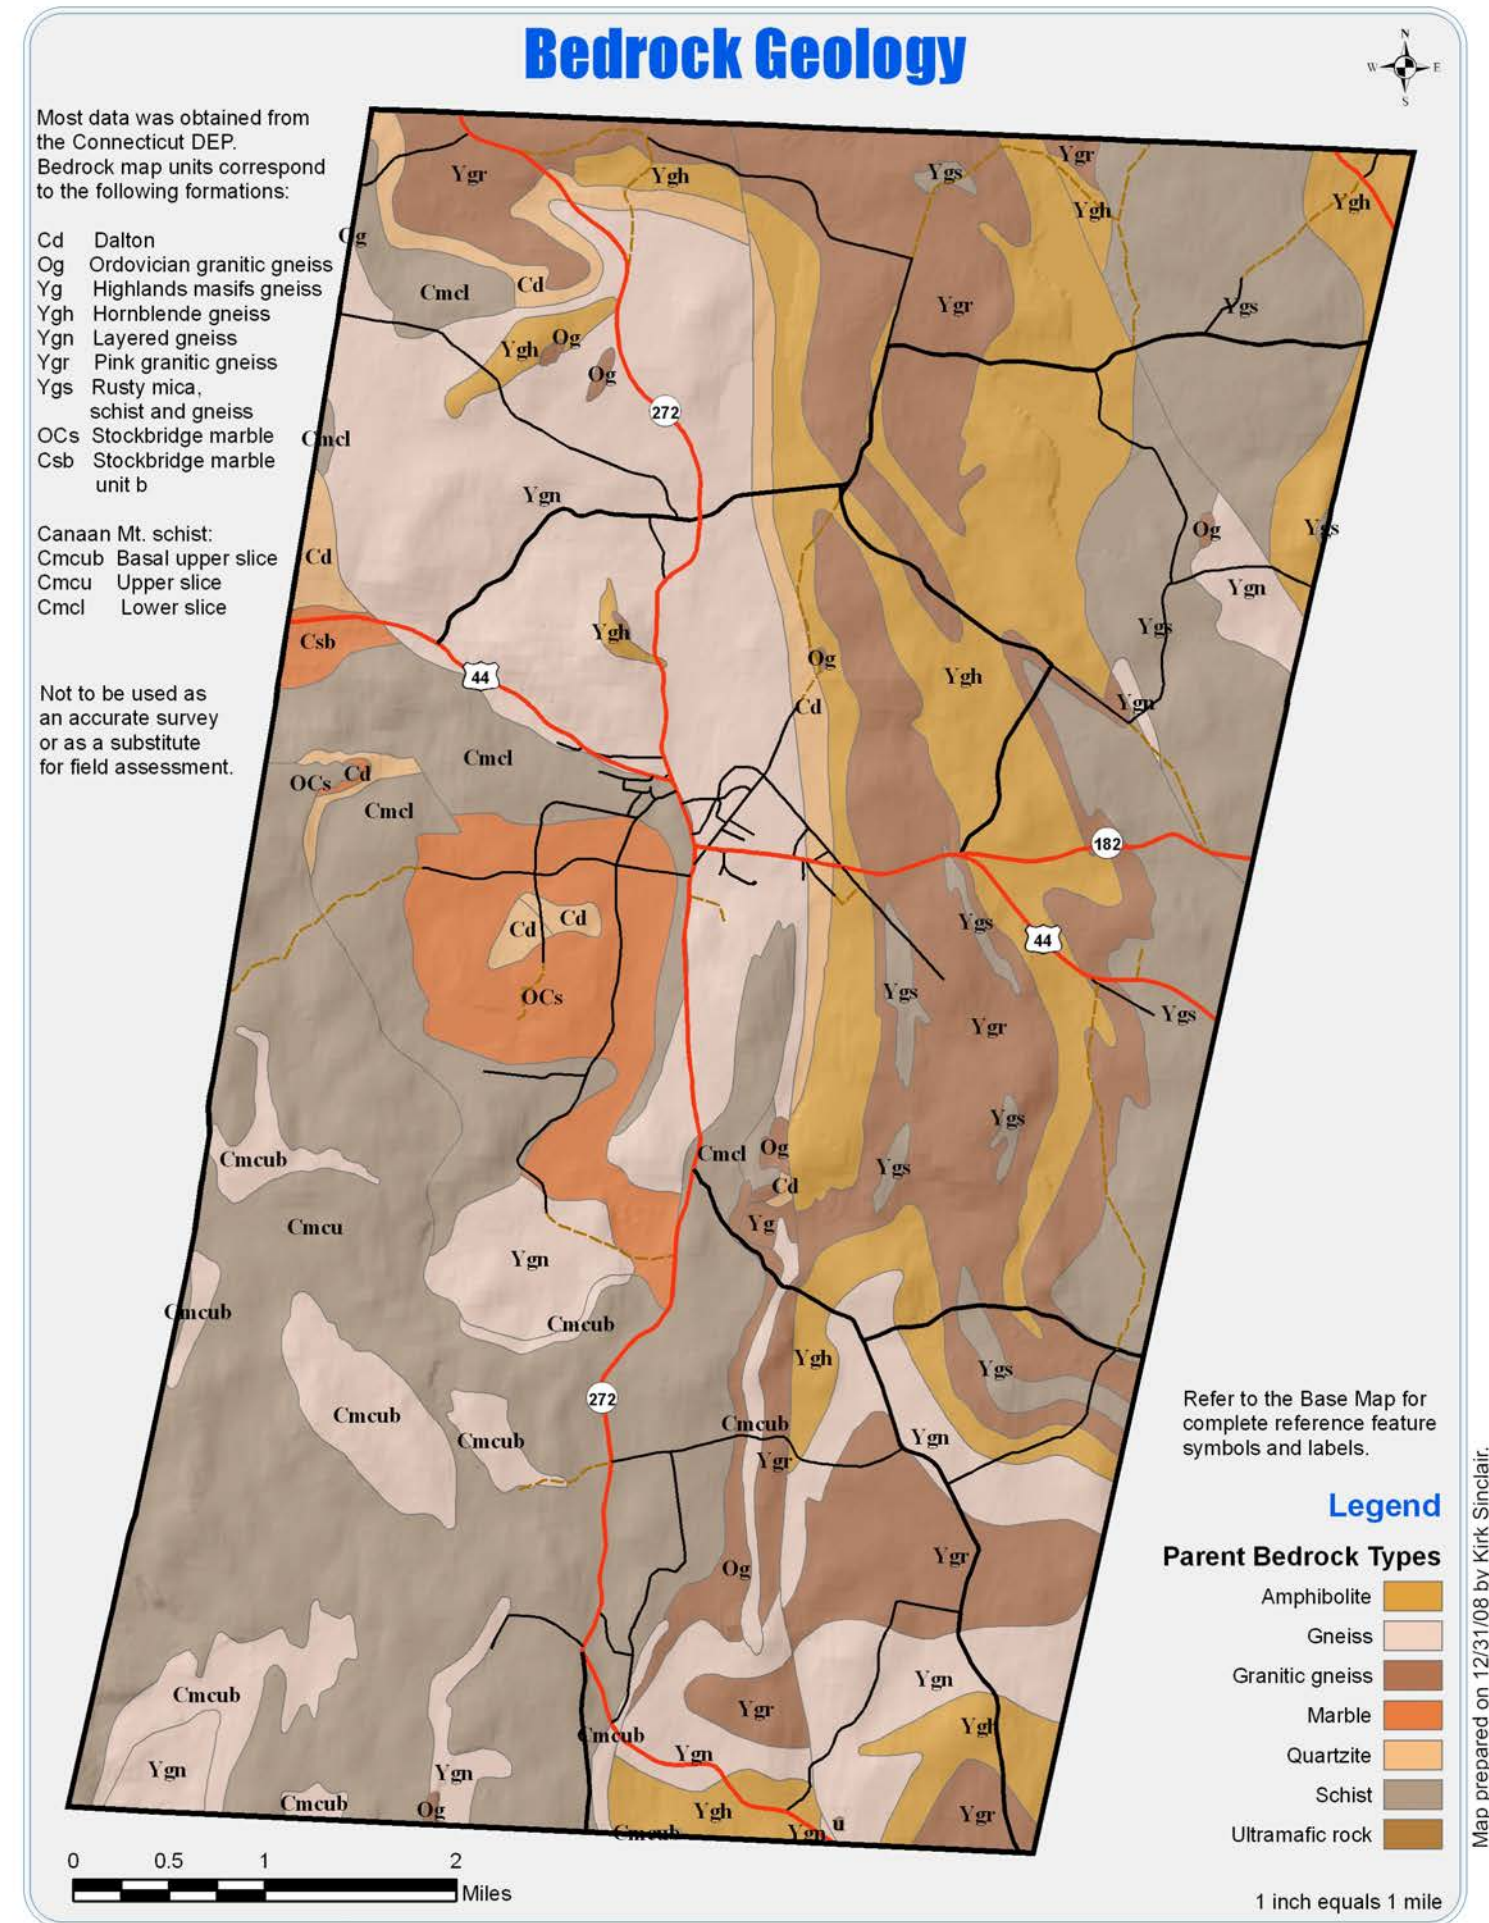 Bedrock Geology
N
W E
S
Most data was obtained from
the Connecticut DEP.
Bedrock map units correspond
to the following formations:
Cd Dalton
Og Ordovician granitic gneiss
Yg Highlands masifs gneiss
Ygh Hornblende gneiss
Ygn Layered gneiss
Ygr Pink granitic gneiss
Ygs Rusty mica,
schist and gneiss
OCs Stockbridge marble
Csb Stockbridge marble
unit b
Canaan Mt. schist:
Cmcub Basal upper slice
Cmcu Upper slice
Cmcl Lower slice
Not to be used as
an accurate survey
or as a substitute
for field assessment.
Ygr
Ygh
Ygs
Ygr
Ygh
Ygh
Og
Cmcl
Cd
Ygr
Ygs
Ygh
Og
Og
272
Cmcl
Ygn
Og
Ygs
Cd
Ygn
Csb
Ygh
Ygs
Og
44
Ygh
Ygn
Cd
Cmcl
OCs
Cd
Cmcl
182
Cd
Cd
Ygs
44
OCs
Ygs
Ygr
Ygs
Ygs
Cmcub
Cmcl
Og
Ygs
Cd
Cmcu
Yg
Ygn
Cmcub
Cmcub
Ygh
Ygs
272
Cmcub
Cmcub
Cmcub
Ygn
Ygr
Og
Ygr
Cmcub
Ygn
Ygr
Ygh
Cmcub
Ygn
Ygn
Ygn
Cmcub
Og
Ygh
Ygr
Cmcub
Ygn
u
Refer to the Base Map for
complete reference feature
symbols and labels.
Legend
Parent Bedrock Types
Amphibolite
Gneiss
Granitic gneiss
Marble
Quartzite
Schist
Ultramafic rock
0 0.5 1 2
Miles
1 inch equals 1 mile
Map prepared on 12/31/08 by Kirk Sinclair.